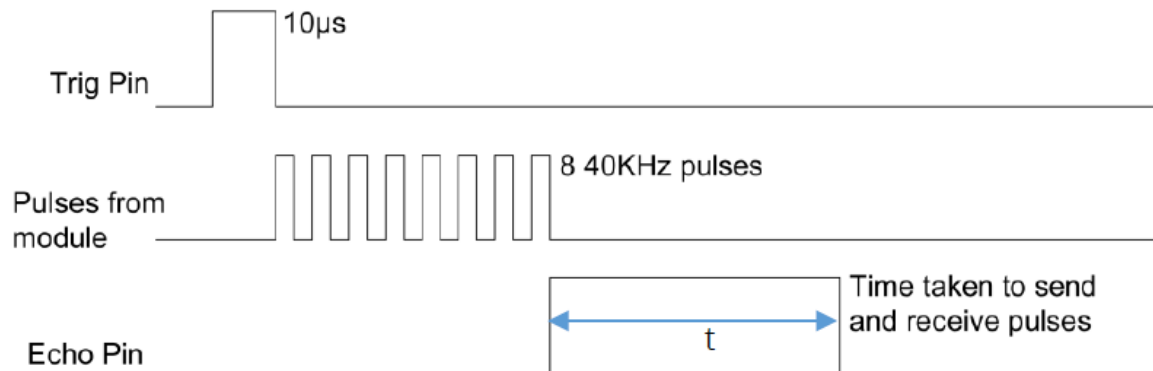 10µs
Trig Pin
8 40KHz pulses
Pulses from
module
Time taken to send
and receive pulses
t
Echo Pin